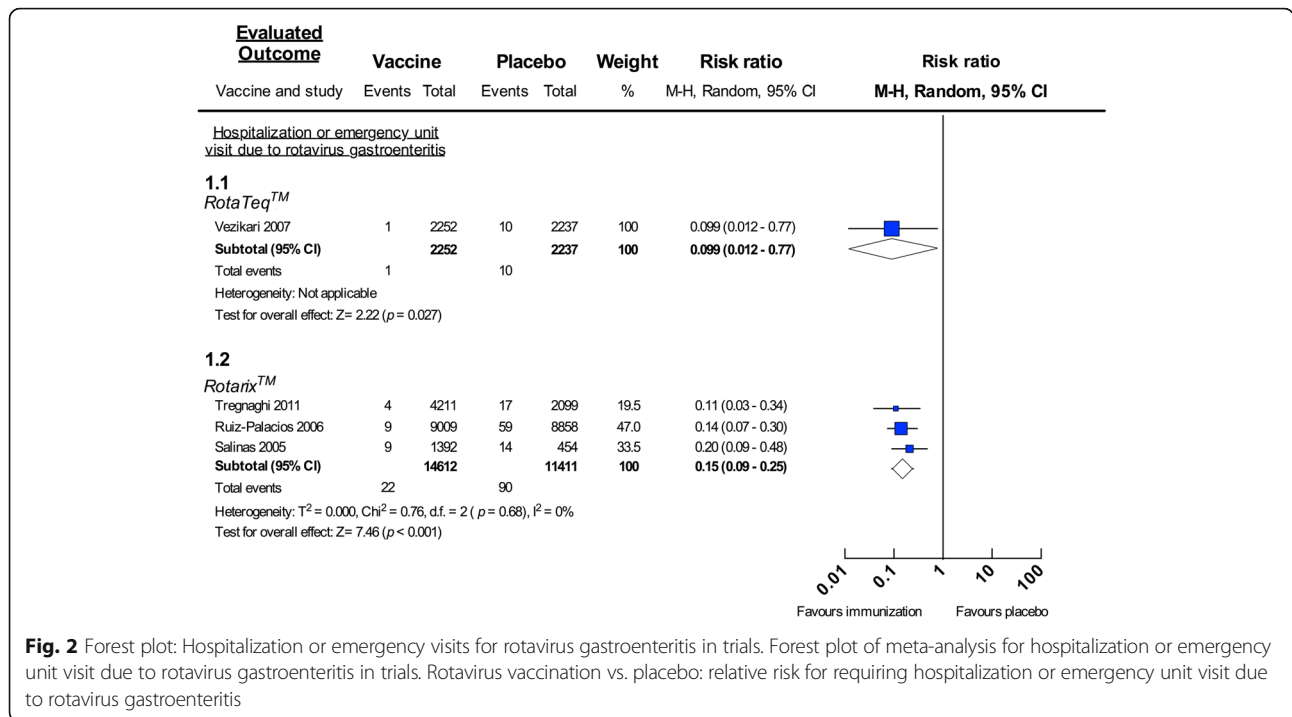 Evaluated
Outcome Vaccine Placebo Weight Risk ratio Risk ratio
Vaccine and study Events Total Events Total % M-H, Random, 95% CI M-H, Random, 95% CI
Hospitalization or emergency unit
visit due to rotavirus gastroenteritis
1.1
RotaTeq™
Vezikari 2007 1 2252 10 2237 100 0.099 (0.012 - 0.77)
Subtotal (95% CI) 2252 2237 100 0.099 (0.012 - 0.77)
Total events 1 10
Heterogeneity: Not applicable
Test for overall effect: Z= 2.22 (p = 0.027)
1.2
Rotarix™
Tregnaghi 2011 4 4211 17 2099 19.5 0.11 (0.03 - 0.34)
Ruiz-Palacios 2006 9 9009 59 8858 47.0 0.14 (0.07 - 0.30)
Salinas 2005 9 1392 14 454 33.5 0.20 (0.09 - 0.48)
Subtotal (95% CI) 14612 11411 100 0.15 (0.09 - 0.25)
Total events 22 90
Heterogeneity: T² = 0.000, Chi² = 0.76, d.f. = 2 ( p = 0.68), I² = 0%
Test for overall effect: Z= 7.46 (p < 0.001)
0.01 0.1 1 10 100
Favours immunization Favours placebo
Fig. 2 Forest plot: Hospitalization or emergency visits for rotavirus gastroenteritis in trials. Forest plot of meta-analysis for hospitalization or emergency
unit visit due to rotavirus gastroenteritis in trials. Rotavirus vaccination vs. placebo: relative risk for requiring hospitalization or emergency unit visit due
to rotavirus gastroenteritis